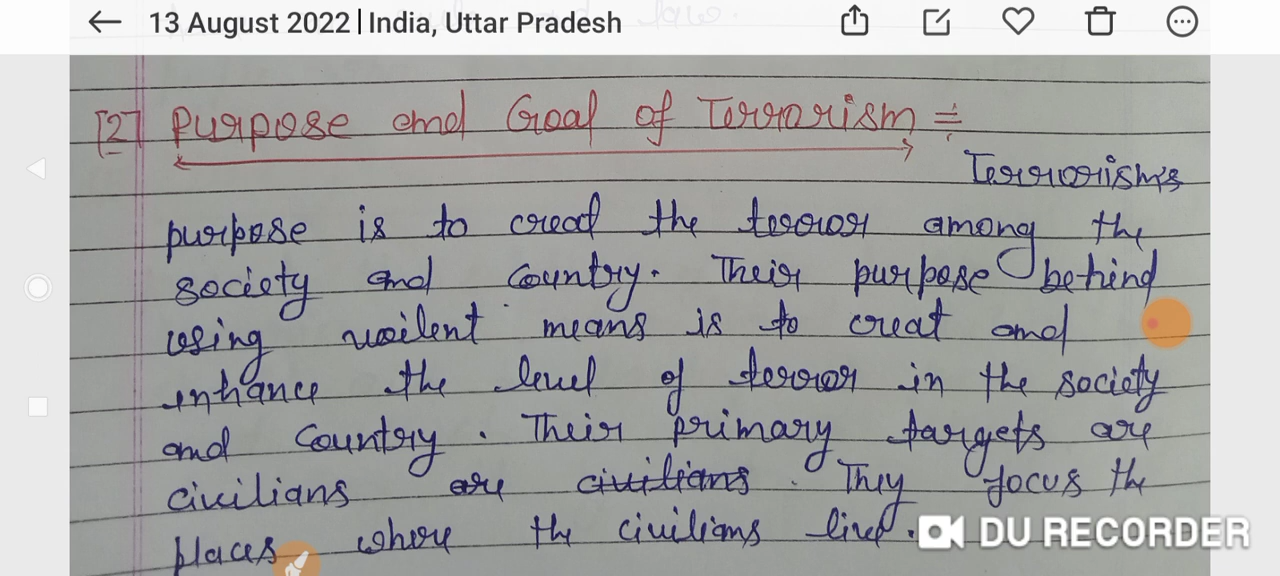 13 August 2022 | India, Uttar Pradesh
[2] Purpose and Goal of Terrorism =
Terrorism's
purpose is to creat the terror among the
society and country. Their purpose behind
using voilent means is to creat and
enhance the level of terror in the society
and country. Their primary targets are
civilians are civilians. They focus the
places where the civilians live.
DU RECORDER